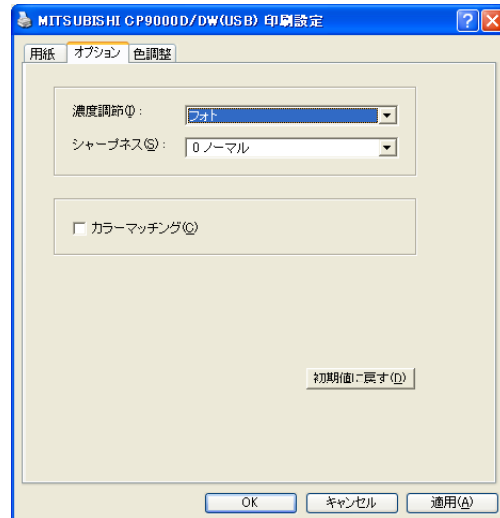 MITSUBISHI CP9000D/DW(USB) 印刷設定
用紙 オプション 色調整
濃度調節(I): フォト
シャープネス(S): 0 ノーマル
カラーマッチング(C)
初期値に戻す(D)
OK キャンセル 適用(A)